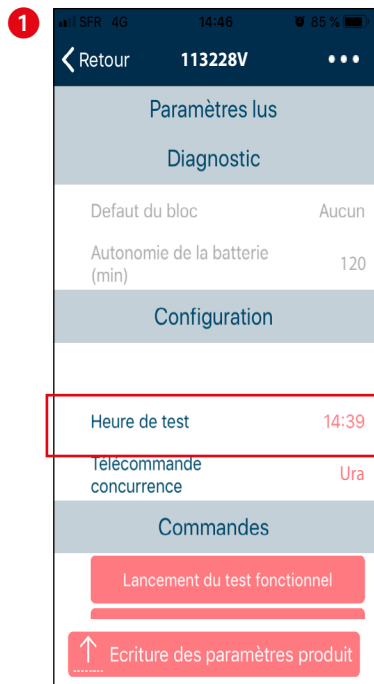 1
SFR 4G 14:46 85 %
Retour 113228V •••
Paramètres lus
Diagnostic
Defaut du bloc Aucun
Autonomie de la batterie
(min) 120
Configuration
Heure de test 14:39
Télécommande
concurrence Ura
Commandes
Lancement du test fonctionnel
Ecriture des paramètres produit